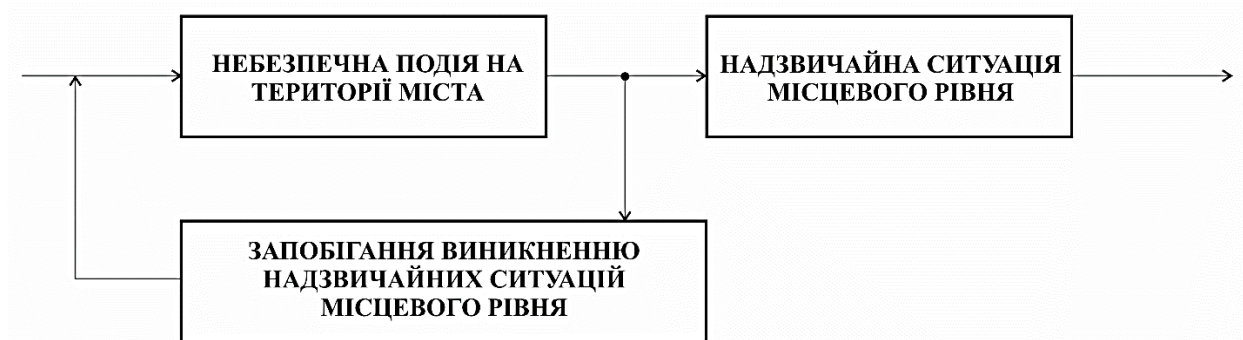 НЕБЕЗПЕЧНА ПОДІЯ НА
ТЕРИТОРІЇ МІСТА
НАДЗВИЧАЙНА СИТУАЦІЯ
МІСЦЕВОГО РІВНЯ
ЗАПОБІГАННЯ ВИНИКНЕННЮ
НАДЗВИЧАЙНИХ СИТУАЦІЙ
МІСЦЕВОГО РІВНЯ